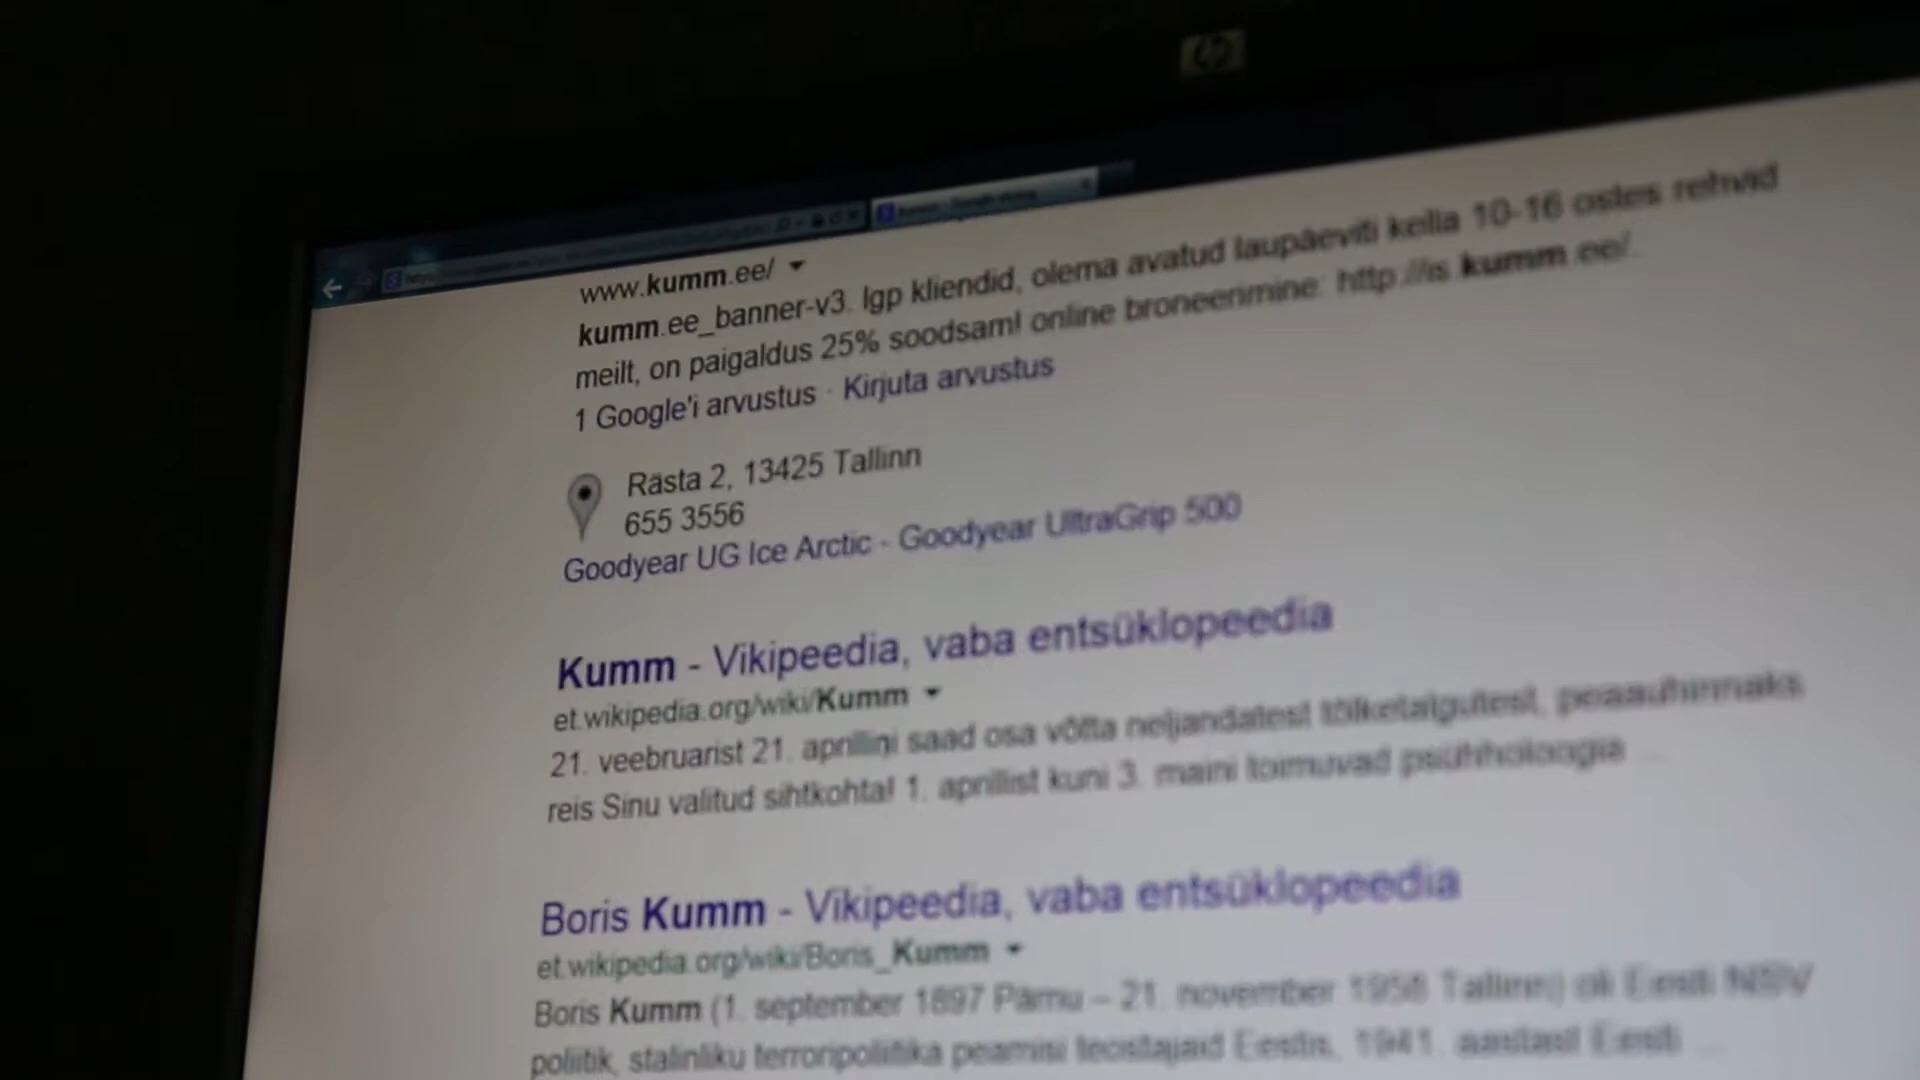 hp
www.kumm.ee/
kumm.ee_banner-v3. lgp kliendid, olema avatud laupäeviti kella 10-16 ostes rehvid
meilt, on paigaldus 25% soodsam! online broneerimine: http://is.kumm.ee/.
1 Google'i arvustus · Kirjuta arvustus
Rästa 2, 13425 Tallinn
655 3556
Goodyear UG Ice Arctic - Goodyear UltraGrip 500
Kumm - Vikipeedia, vaba entsüklopeedia
et.wikipedia.org/wiki/Kumm
21. veebruarist 21. aprillini saad osa võtta neljandatest tõlketalgutest, peaauhinnaks
reis Sinu valitud sihtkohta! 1. aprillist kuni 3. maini toimuvad psühholoogia ...
Boris Kumm - Vikipeedia, vaba entsüklopeedia
et.wikipedia.org/wiki/Boris_Kumm
Boris Kumm (1. september 1897 Pärnu – 21. november 1958 Tallinn) oli Eesti NSV
poliitik, stalinliku terroripoliitika peamisi teostajaid Eestis. 1941. aastast Eesti ...